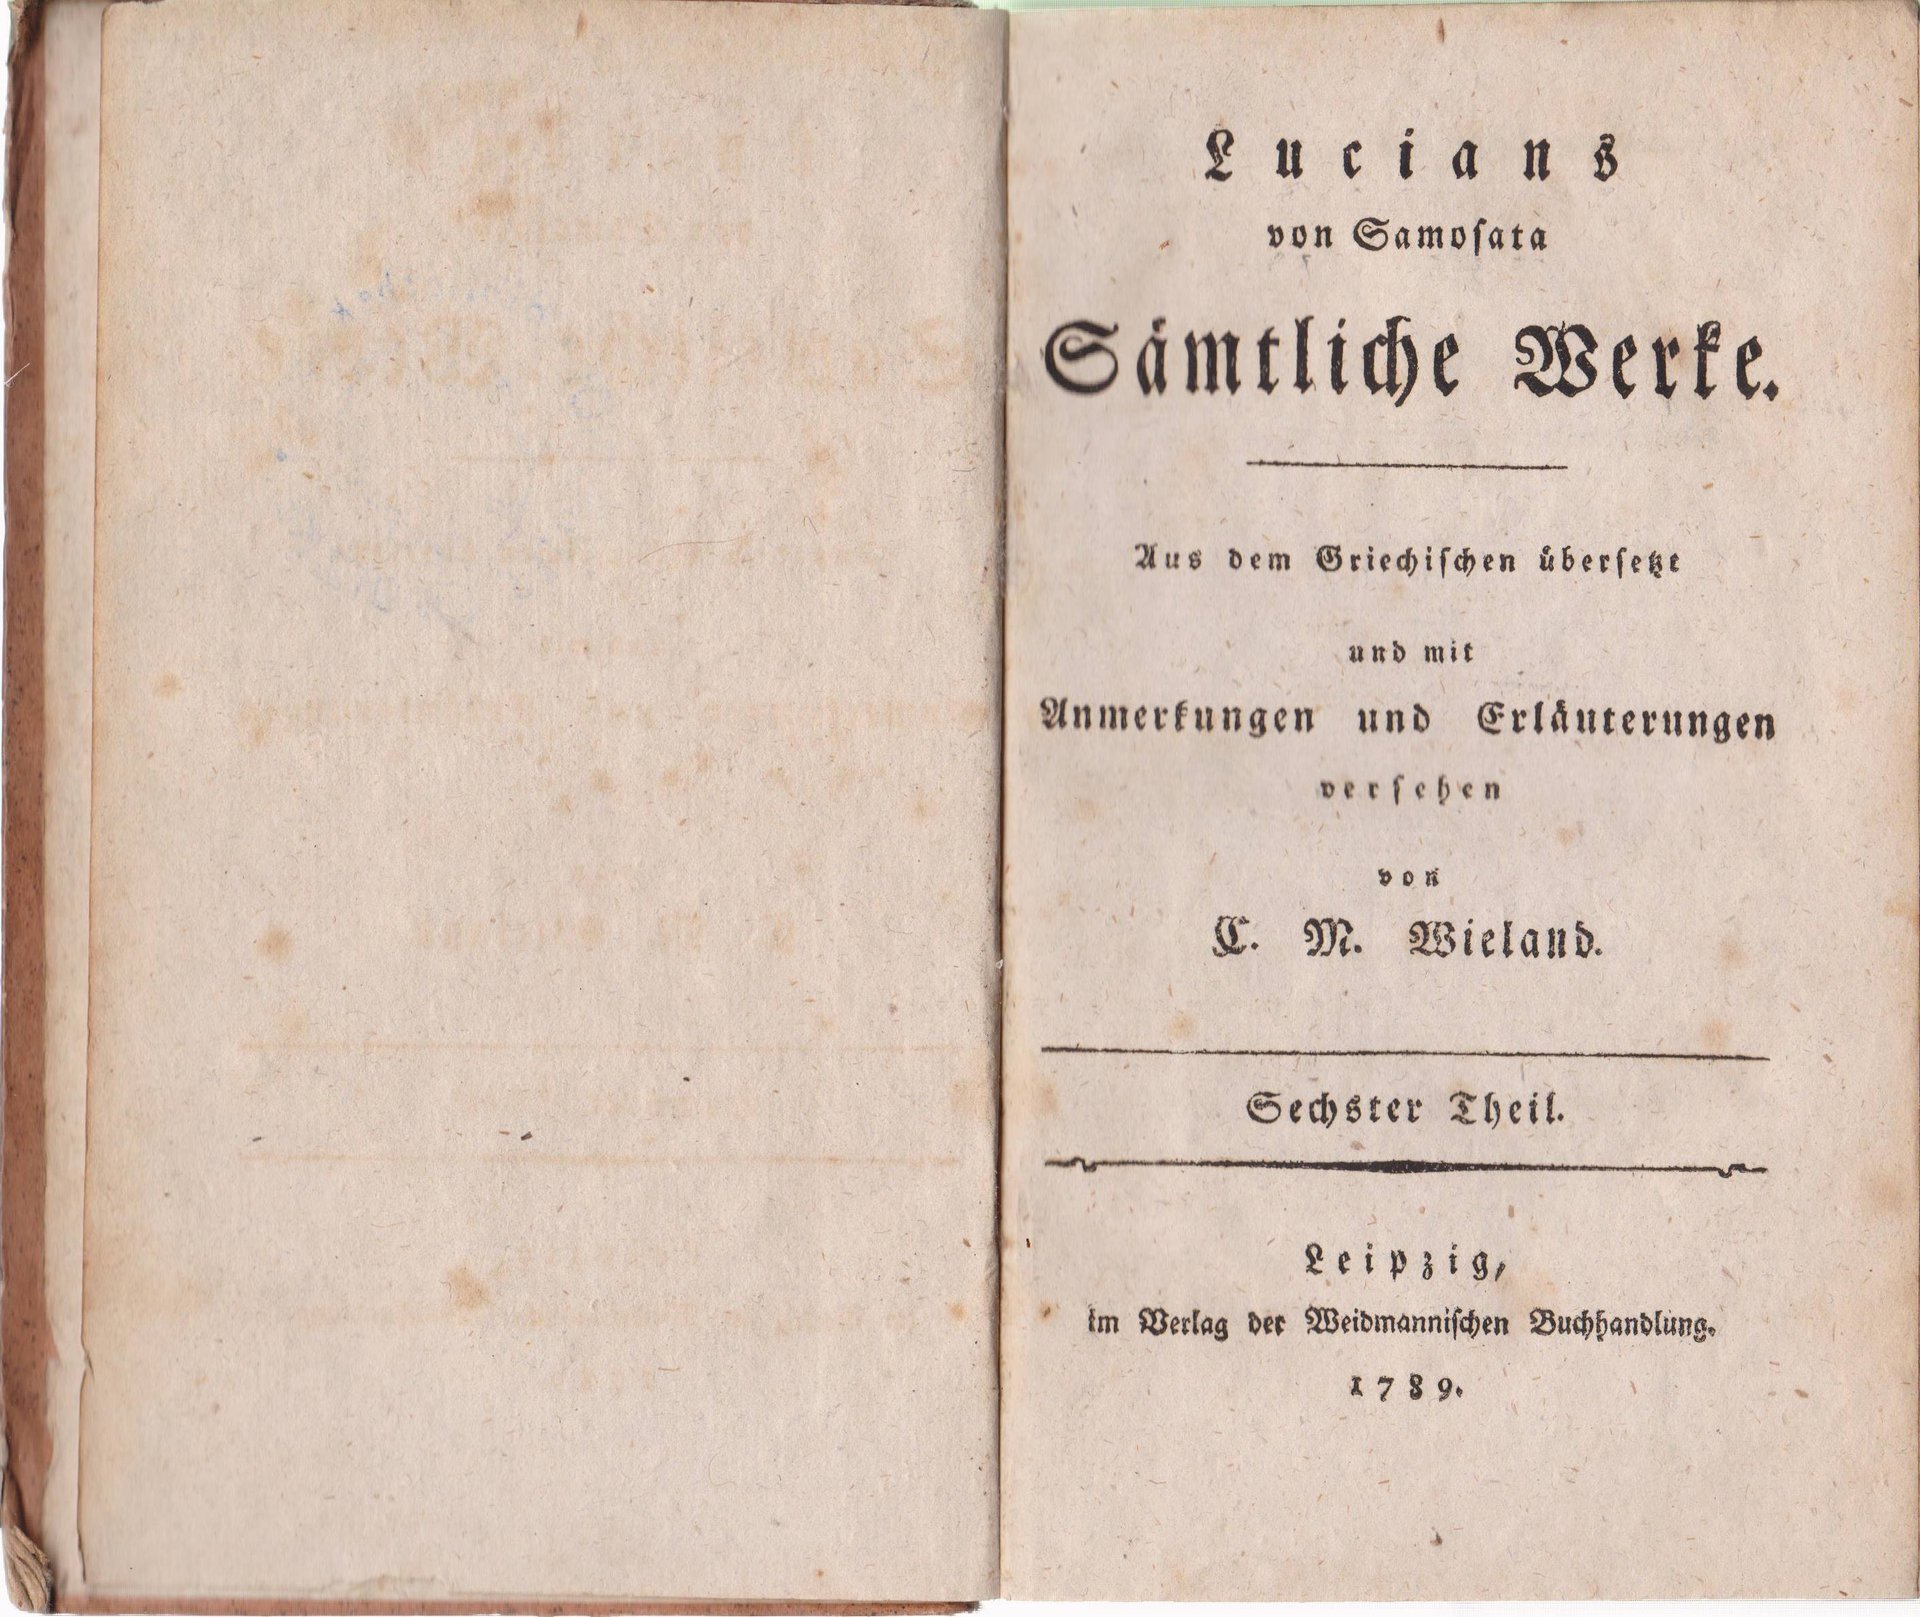 Lucians
von Samoſata
Sämtliche Werke.
Aus dem Griechiſchen überſetzt
und mit
Anmerkungen und Erläuterungen
verſehen
von
C. M. Wieland.
Sechster Theil.
Leipzig,
im Verlag der Weidmanniſchen Buchhandlung.
1789.